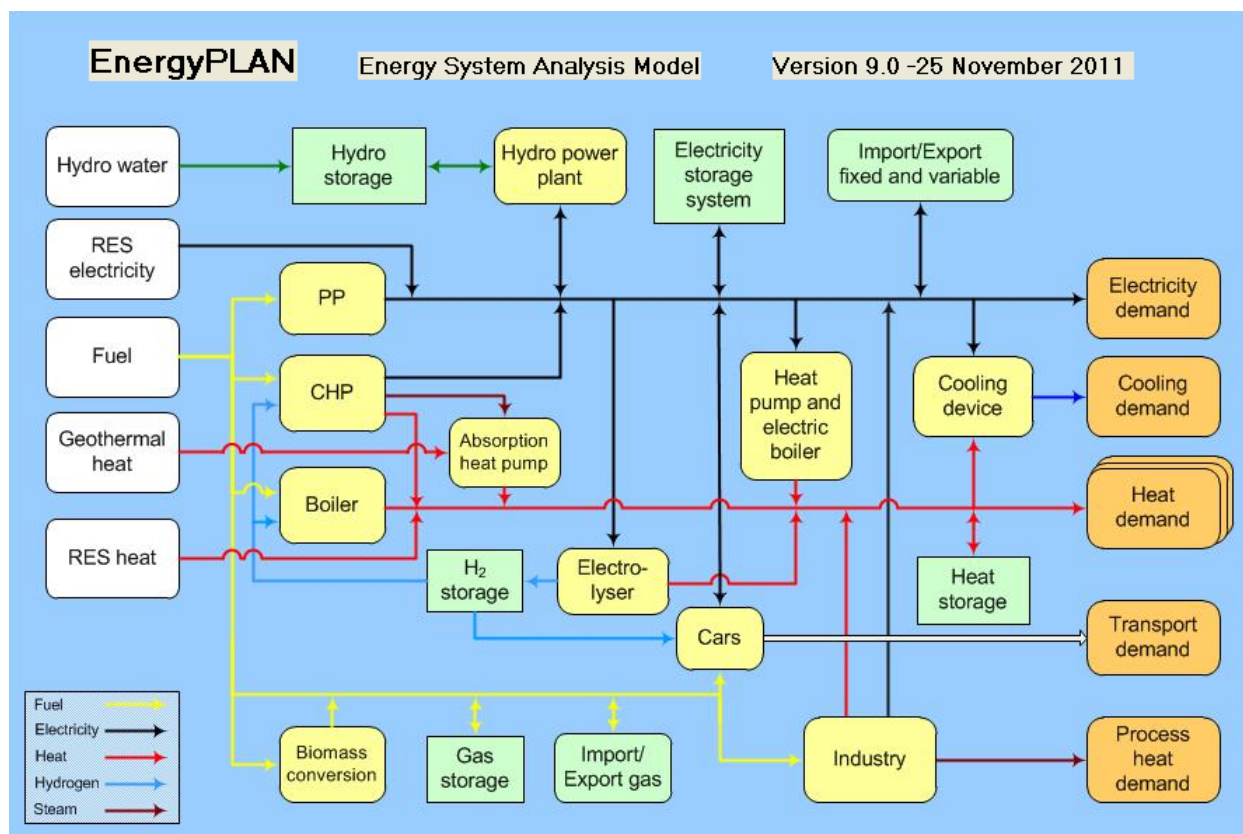 EnergyPLAN
Energy System Analysis Model
Version 9.0 -25 November 2011
Hydro water
Hydro
storage
Hydro power
plant
Electricity
storage
system
Import/Export
fixed and variable
RES
electricity
PP
Electricity
demand
Fuel
CHP
Heat
pump and
electric
boiler
Cooling
device
Cooling
demand
Geothermal
heat
Absorption
heat pump
Boiler
Heat
demand
RES heat
H2
storage
Electro-
lyser
Heat
storage
Cars
Transport
demand
Fuel
Electricity
Heat
Hydrogen
Steam
Biomass
conversion
Gas
storage
Import/
Export gas
Industry
Process
heat
demand